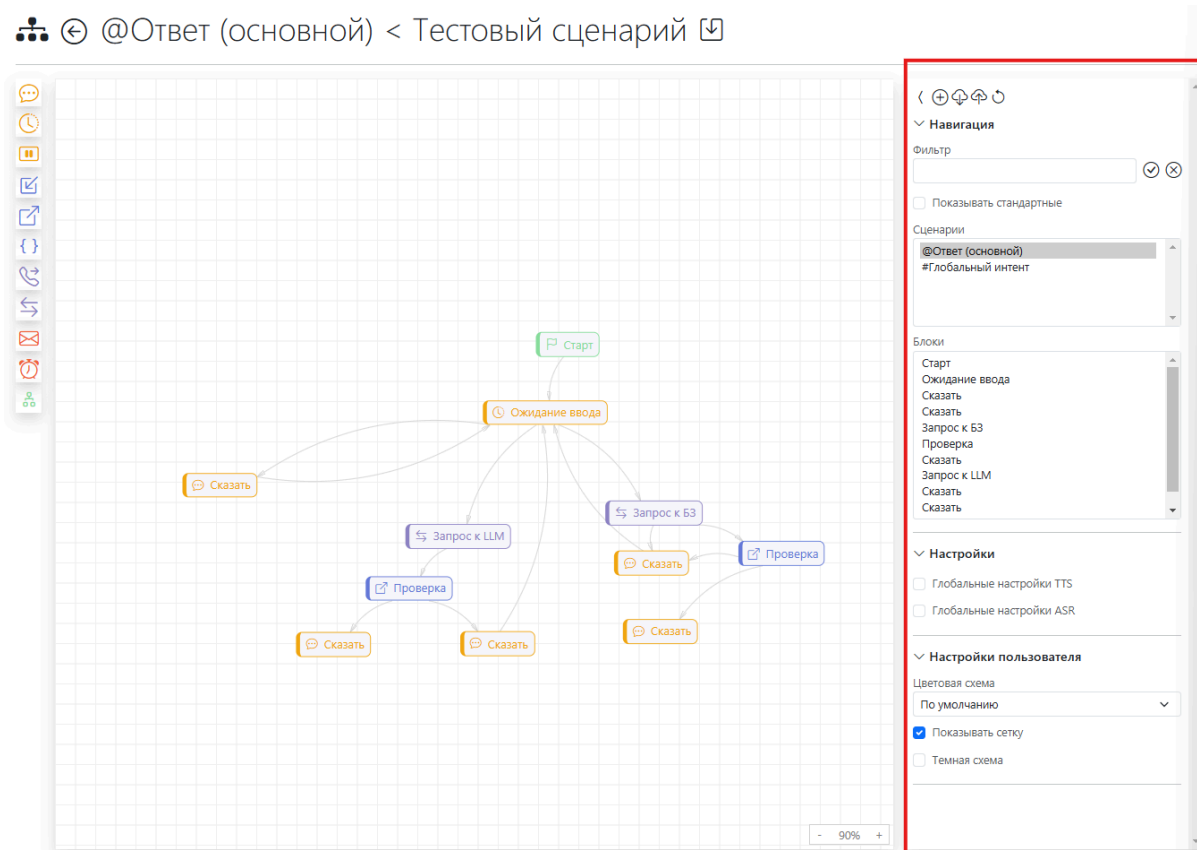 @Ответ (основной) < Тестовый сценарий
Старт
Ожидание ввода
Сказать
Запрос к LLM
Запрос к БЗ
Проверка
Сказать
Проверка
Сказать
Сказать
Сказать
- 90% +
Навигация
Фильтр
Показывать стандартные
Сценарии
@Ответ (основной)
#Глобальный интент
Блоки
Старт
Ожидание ввода
Сказать
Сказать
Запрос к БЗ
Проверка
Сказать
Запрос к LLM
Сказать
Сказать
Настройки
Глобальные настройки TTS
Глобальные настройки ASR
Настройки пользователя
Цветовая схема
По умолчанию
Показывать сетку
Темная схема